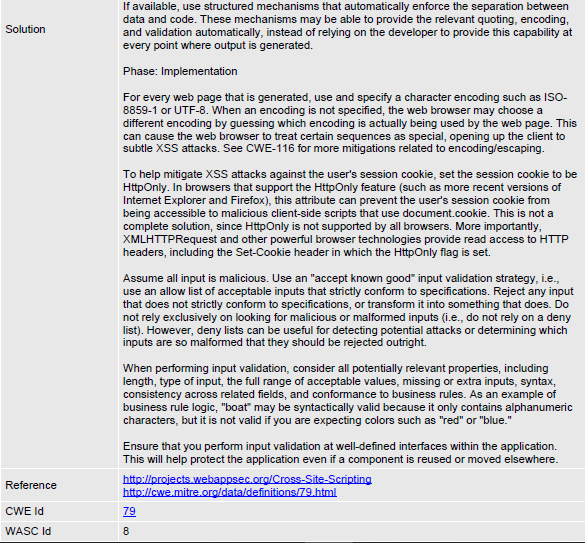 If available, use structured mechanisms that automatically enforce the separation between
data and code. These mechanisms may be able to provide the relevant quoting, encoding,
and validation automatically, instead of relying on the developer to provide this capability at
every point where output is generated.
Solution
Phase: Implementation
For every web page that is generated, use and specify a character encoding such as ISO-
8859-1 or UTF-8. When an encoding is not specified, the web browser may choose a
different encoding by guessing which encoding is actually being used by the web page. This
can cause the web browser to treat certain sequences as special, opening up the client to
subtle XSS attacks. See CWE-116 for more mitigations related to encoding/escaping.
To help mitigate XSS attacks against the user's session cookie, set the session cookie to be
HttpOnly. In browsers that support the HttpOnly feature (such as more recent versions of
Internet Explorer and Firefox), this attribute can prevent the user's session cookie from
being accessible to malicious client-side scripts that use document.cookie. This is not a
complete solution, since HttpOnly is not supported by all browsers. More importantly,
XMLHTTPRequest and other powerful browser technologies provide read access to HTTP
headers, including the Set-Cookie header in which the HttpOnly flag is set.
Assume all input is malicious. Use an "accept known good" input validation strategy, i.e.,
use an allow list of acceptable inputs that strictly conform to specifications. Reject any input
that does not strictly conform to specifications, or transform it into something that does. Do
not rely exclusively on looking for malicious or malformed inputs (i.e., do not rely on a deny
list). However, deny lists can be useful for detecting potential attacks or determining which
inputs are so malformed that they should be rejected outright.
When performing input validation, consider all potentially relevant properties, including
length, type of input, the full range of acceptable values, missing or extra inputs, syntax,
consistency across related fields, and conformance to business rules. As an example of
business rule logic, "boat" may be syntactically valid because it only contains alphanumeric
characters, but it is not valid if you are expecting colors such as "red" or "blue."
Ensure that you perform input validation at well-defined interfaces within the application.
This will help protect the application even if a component is reused or moved elsewhere.
Reference
http://projects.webappsec.org/Cross-Site-Scripting
http://cwe.mitre.org/data/definitions/79.html
CWE Id 79
WASC Id 8